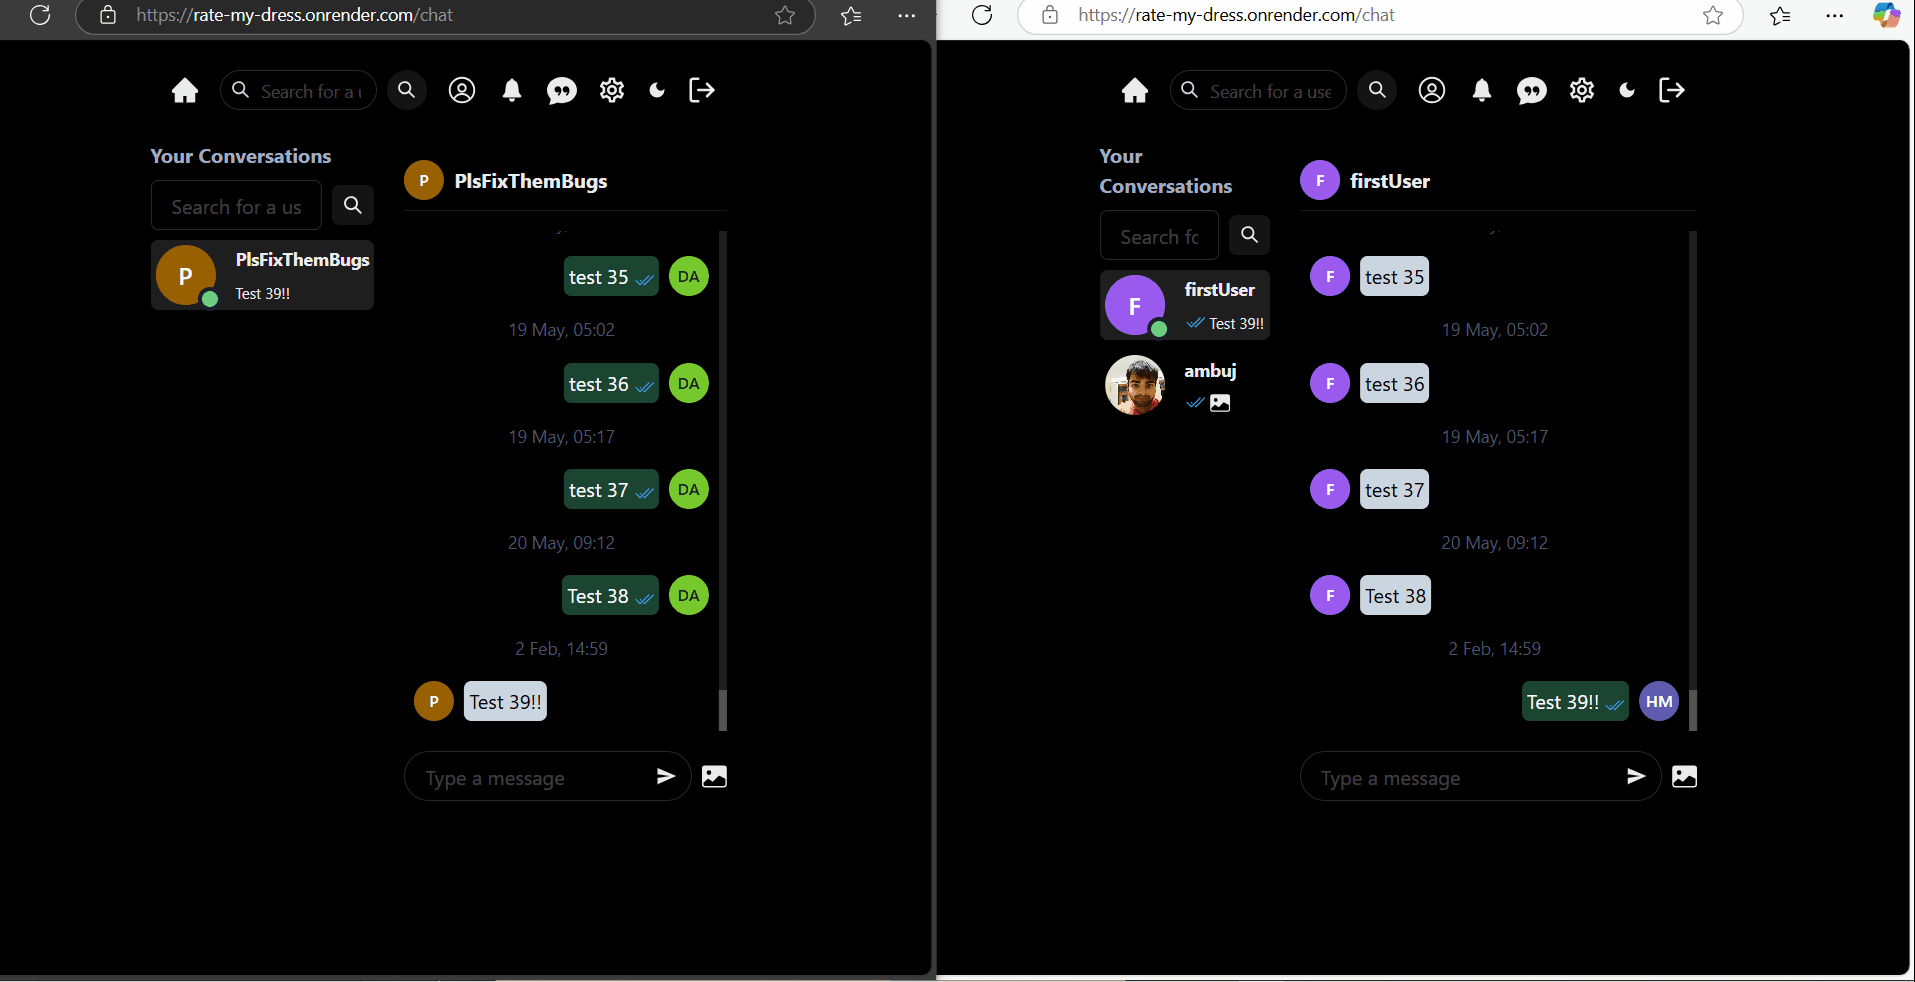 https://rate-my-dress.onrender.com/chat
Search for a u
Your Conversations
Search for a us
P
PlsFixThemBugs
Test 39!!
P
PlsFixThemBugs
test 35
DA
19 May, 05:02
test 36
DA
19 May, 05:17
test 37
DA
20 May, 09:12
Test 38
DA
2 Feb, 14:59
P
Test 39!!
Type a message
https://rate-my-dress.onrender.com/chat
Search for a use
Your
Conversations
Search fo
F
firstUser
Test 39!!
ambuj
F
firstUser
F
test 35
19 May, 05:02
F
test 36
19 May, 05:17
F
test 37
20 May, 09:12
F
Test 38
2 Feb, 14:59
Test 39!!
HM
Type a message